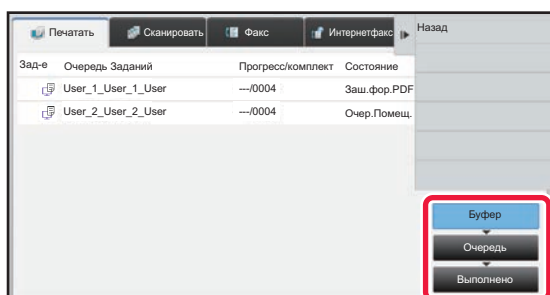 Печатать Сканировать Факс Интернетфакс Назад
Зад-е Очередь Заданий Прогресс/комплект Состояние
User_1_User_1_User ---/0004 Заш.фор.PDF
User_2_User_2_User ---/0004 Очер.Помещ.
Буфер
Очередь
Выполнено